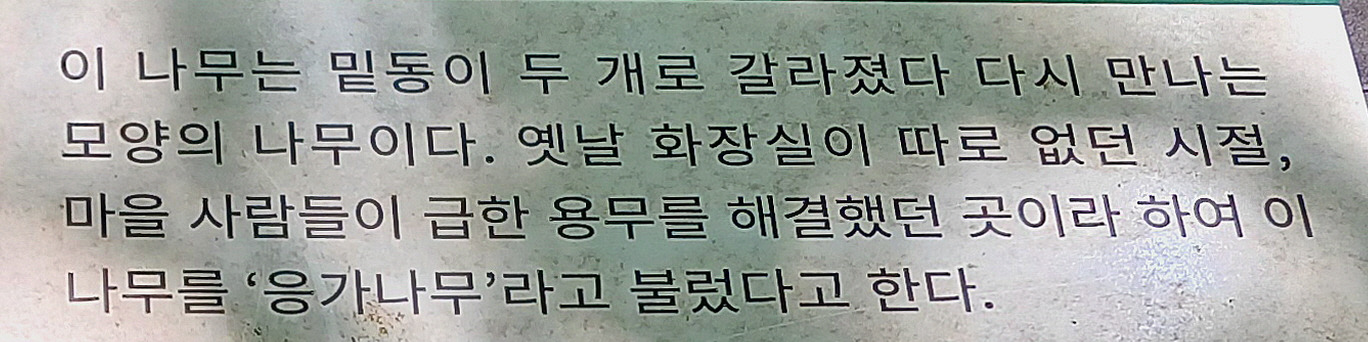 이 나무는 밑동이 두 개로 갈라졌다 다시 만나는
모양의 나무이다. 옛날 화장실이 따로 없던 시절,
마을 사람들이 급한 용무를 해결했던 곳이라 하여 이
나무를 ‘응가나무’라고 불렀다고 한다.